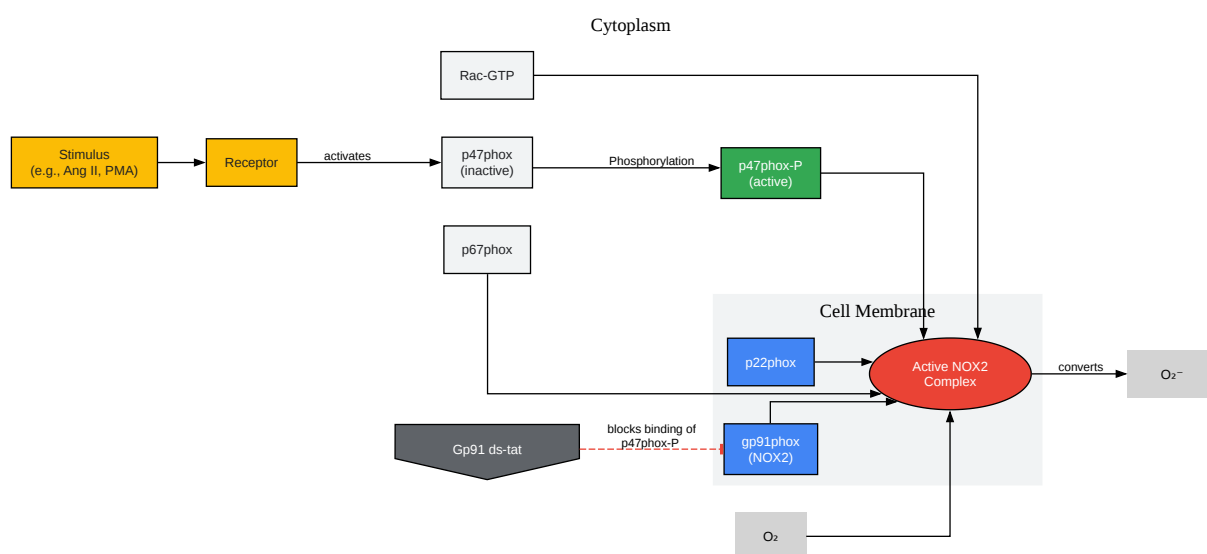 Cytoplasm
Rac-GTP
Stimulus
(e.g., Ang II, PMA)
Receptor
activates
p47phox
(inactive)
Phosphorylation
p47phox-P
(active)
p67phox
Cell Membrane
p22phox
Active NOX2
Complex
converts
O₂⁻
Gp91 ds-tat
blocks binding of
p47phox-P
gp91phox
(NOX2)
O₂